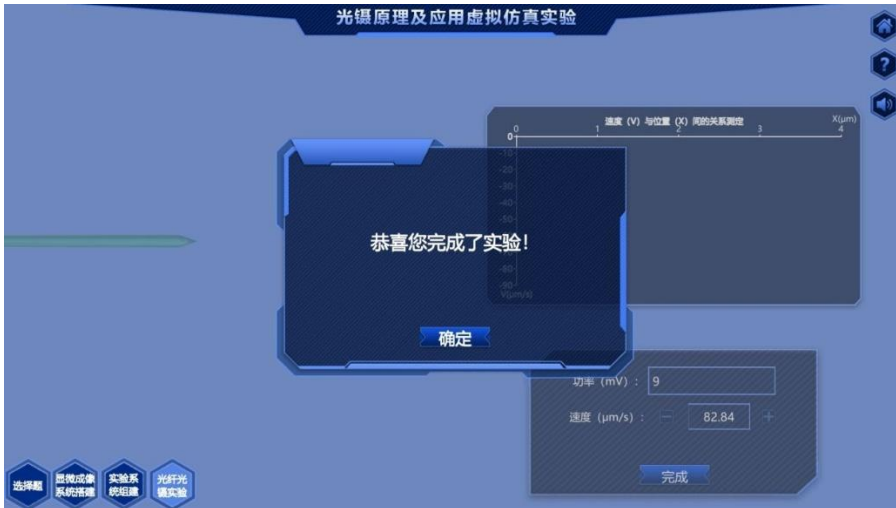 光镊原理及应用虚拟仿真实验
?
速度（V）与位置（X）间的关系测定
X(μm)
0 1 2 3 4
0
-10
-20
-30
-40
-50
-70
-80
-90
V(μm/s)
恭喜您完成了实验！
确定
功率（mV）： 9
速度（μm/s）： － 82.84 +
完成
选择题
显微成像
系统搭建
实验系
统组建
光纤光
镊实验